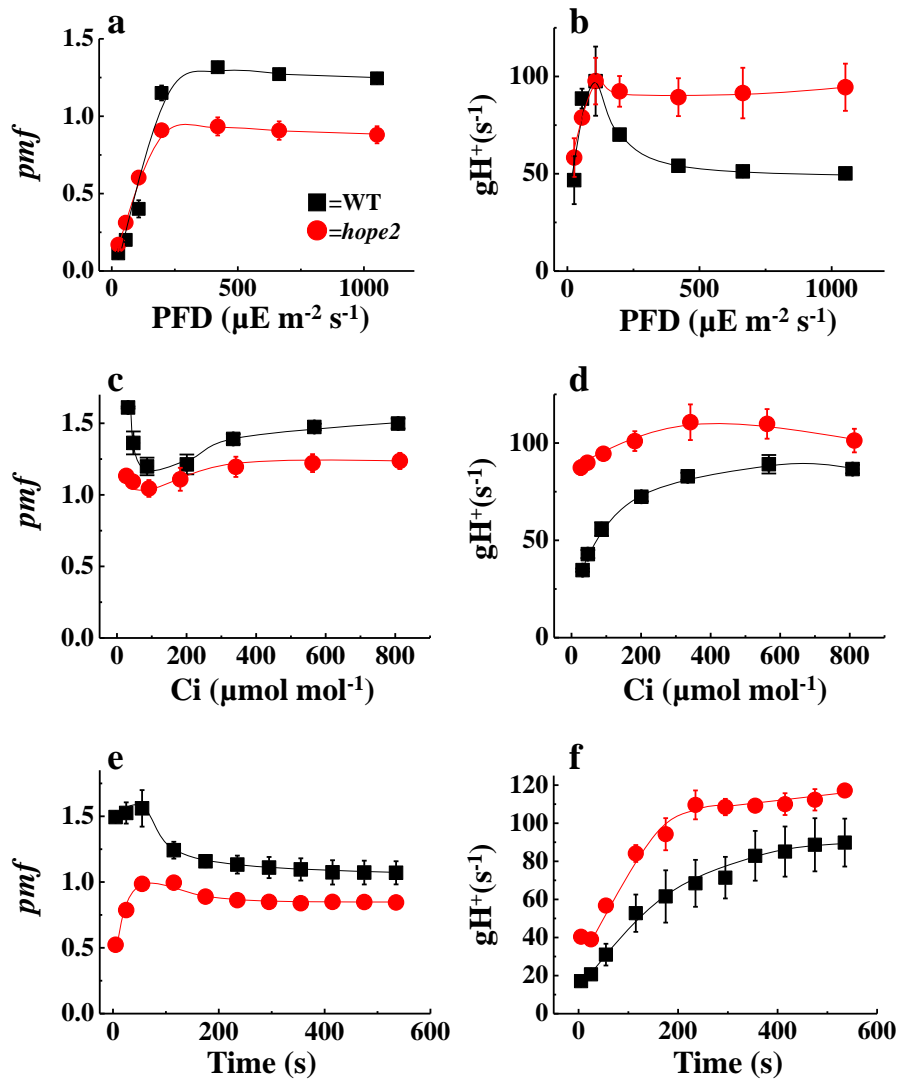 a
pmf
1.5
1.0
0.5
0.0
0 500 1000
PFD (µE m-2 s-1)
=WT
=hope2
b
gH+(s-1)
100
50
0
0 500 1000
PFD (µE m-2 s-1)
c
pmf
1.5
1.0
0.5
0.0
0 200 400 600 800
Ci (µmol mol-1)
d
gH+(s-1)
100
50
0
0 200 400 600 800
Ci (µmol mol-1)
e
pmf
1.5
1.0
0.5
0.0
0 200 400 600
Time (s)
f
gH+(s-1)
120
100
80
60
40
20
0
0 200 400 600
Time (s)